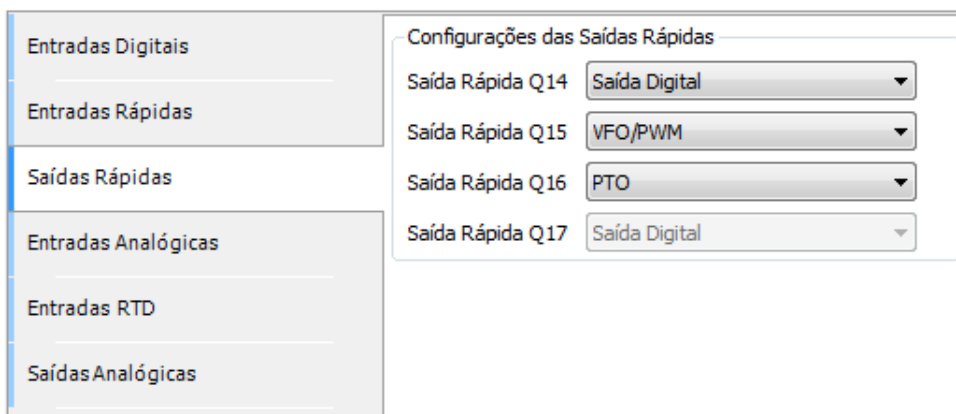 Entradas Digitais
Entradas Rápidas
Saídas Rápidas
Entradas Analógicas
Entradas RTD
Saídas Analógicas
Configurações das Saídas Rápidas
Saída Rápida Q14 Saída Digital
Saída Rápida Q15 VFO/PWM
Saída Rápida Q16 PTO
Saída Rápida Q17 Saída Digital